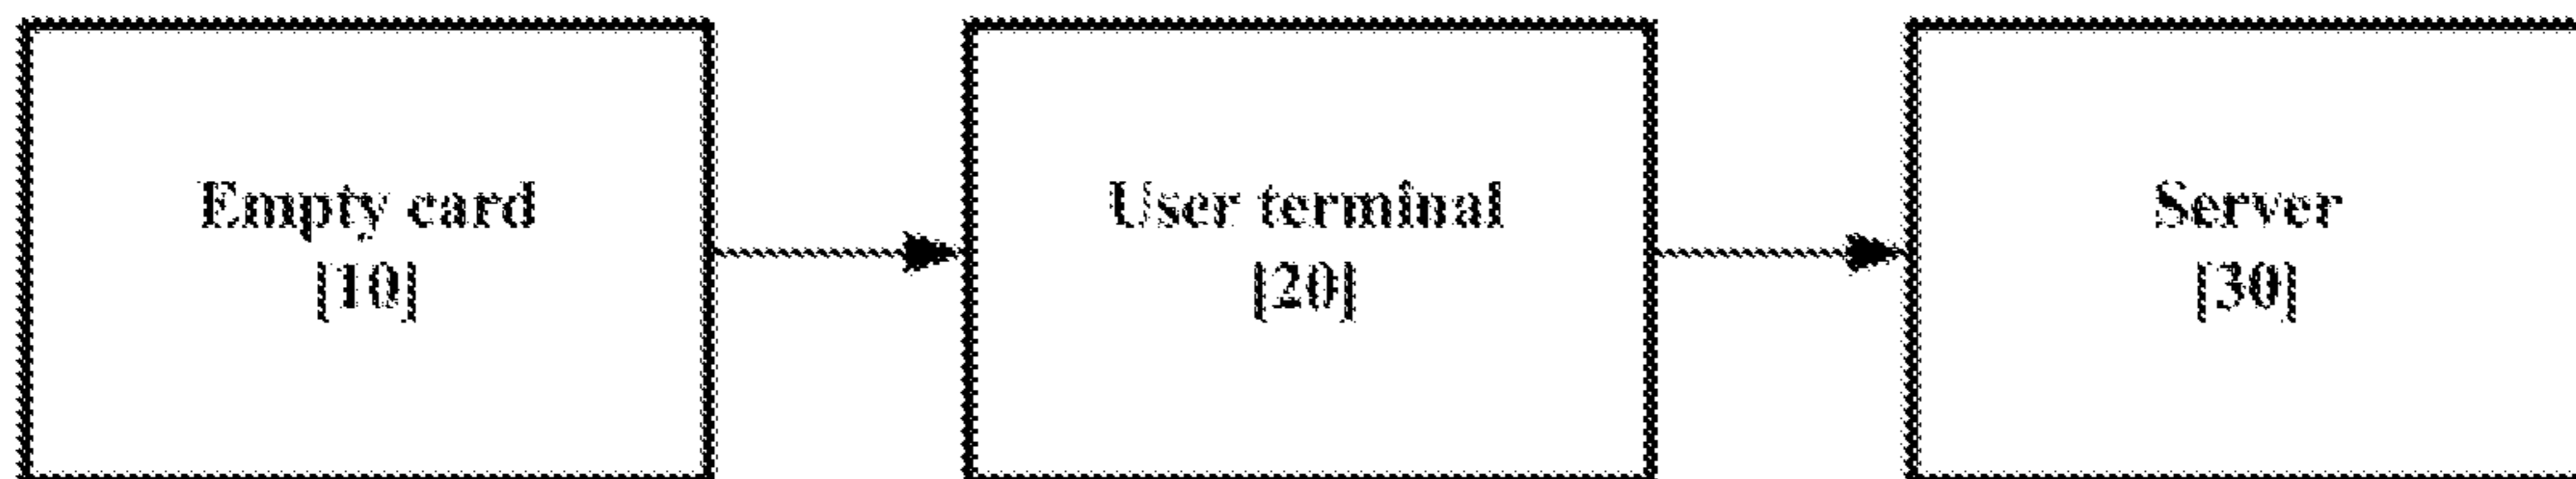 Empty card
[10]
User terminal
[20]
Server
[30]